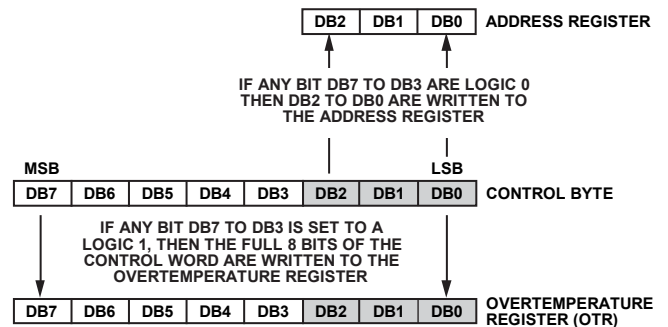 DB2 DB1 DB0 ADDRESS REGISTER
IF ANY BIT DB7 TO DB3 ARE LOGIC 0
THEN DB2 TO DB0 ARE WRITTEN TO
THE ADDRESS REGISTER
MSB LSB
DB7 DB6 DB5 DB4 DB3 DB2 DB1 DB0 CONTROL BYTE
IF ANY BIT DB7 TO DB3 IS SET TO A
LOGIC 1, THEN THE FULL 8 BITS OF THE
CONTROL WORD ARE WRITTEN TO THE
OVERTEMPERATURE REGISTER
DB7 DB6 DB5 DB4 DB3 DB2 DB1 DB0 OVERTEMPERATURE
REGISTER (OTR)